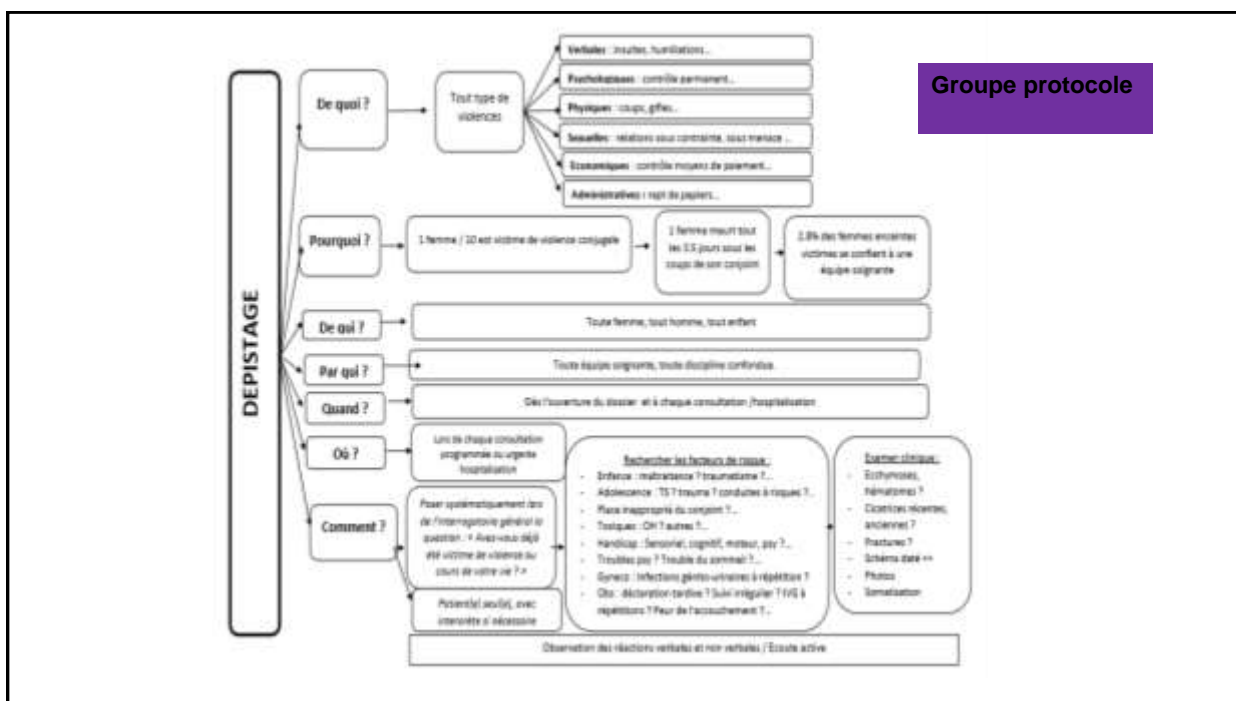 Groupe protocole
DEPISTAGE
De quoi ?
Tout type de
violences
Verbales : insultes, humiliations...
Psychologiques : contrôle permanent...
Physiques : coups, gifles...
Sexuelles : relations sous contrainte, sous menace ...
Economiques : contrôle moyens de paiement...
Administratives : rapt de papiers...
Pourquoi ?
1 femme / 10 est victime de violence conjugale
1 femme meurt tout
les 2.5 jours sous les
coups de son conjoint
des femmes enceintes
victimes se confient à une
équipe soignante
De qui ?
Toute femme, tout homme, tout enfant
Par qui ?
Toute équipe soignante, toute discipline confondue.
Quand ?
Dès l'ouverture du dossier et à chaque consultation /hospitalisation
Où ?
Lors de chaque consultation
programmée ou urgente
hospitalisation
Comment ?
Poser systématiquement lors
de l'interrogatoire général la
question : « Avez-vous déjà
été victime de violence au
cours de votre vie ? »
Patient(e) seul(e), avec
interprète si nécessaire
Rechercher les facteurs de risque :
- Enfance : maltraitance ? traumatisme ?...
- Adolescence : TS ? trauma ? conduites à risques ?...
- Place inapproprié du conjoint ?...
- Toxiques : OH ? autres ?...
- Handicap : Sensoriel, cognitif, moteur, psy ?...
- Troubles psy ? Trouble du sommeil ?...
- Gyneco : Infections génito-urinaires à répétition ?
- Obs : déclaration tardive ? Suivi irrégulier ? IVG à
répétitions ? Peur de l'accouchement ?...
Examen clinique :
- Ecchymoses,
hématomes ?
- Cicatrices récentes,
anciennes ?
- Fractures ?
- Schéma daté ++
- Photos
- Somatisation
Observation des réactions verbales et non verbales / Ecoute active